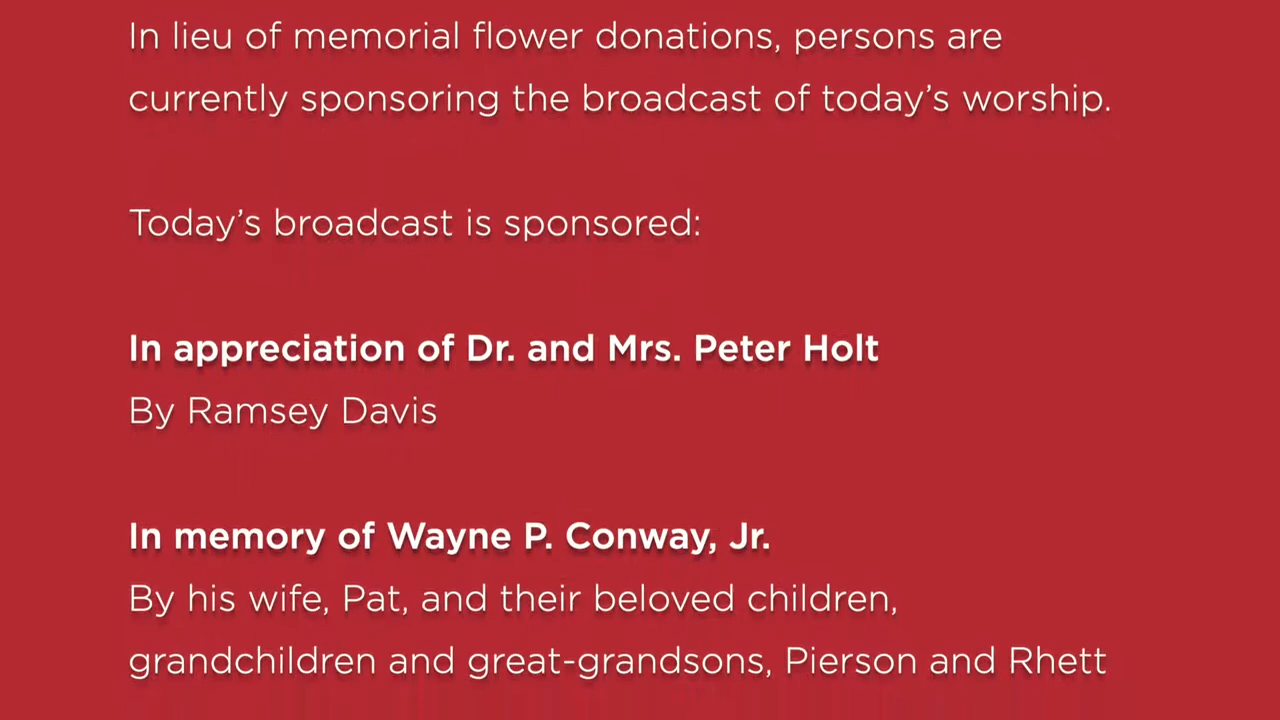 In lieu of memorial flower donations, persons are
currently sponsoring the broadcast of today’s worship.
Today’s broadcast is sponsored:
In appreciation of Dr. and Mrs. Peter Holt
By Ramsey Davis
In memory of Wayne P. Conway, Jr.
By his wife, Pat, and their beloved children,
grandchildren and great-grandsons, Pierson and Rhett